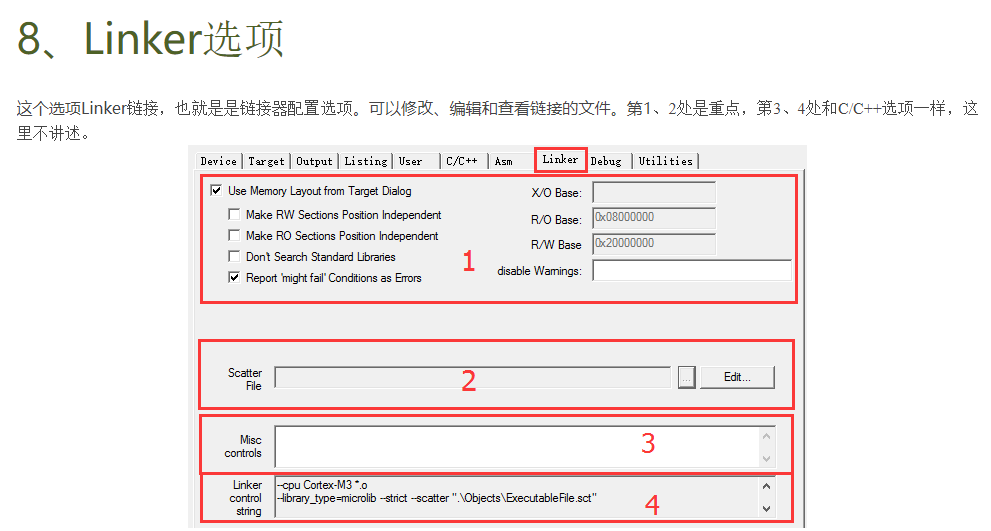 8、Linker选项
这个选项Linker链接，也就是是链接器配置选项。可以修改、编辑和查看链接的文件。第1、2处是重点，第3、4处和C/C++选项一样，这
里不讲述。
Device Target Output Listing User C/C++ Asm Linker Debug Utilities
Use Memory Layout from Target Dialog X/O Base:
Make RW Sections Position Independent R/O Base: 0x08000000
Make RO Sections Position Independent R/W Base 0x20000000
Don't Search Standard Libraries 1 disable Warnings:
Report 'might fail' Conditions as Errors
Scatter
File 2 ... Edit...
Misc
controls 3
Linker
control
string
--cpu Cortex-M3 *.o
--library_type=microlib --strict --scatter ".\Objects\ExecutableFile.sct"
4